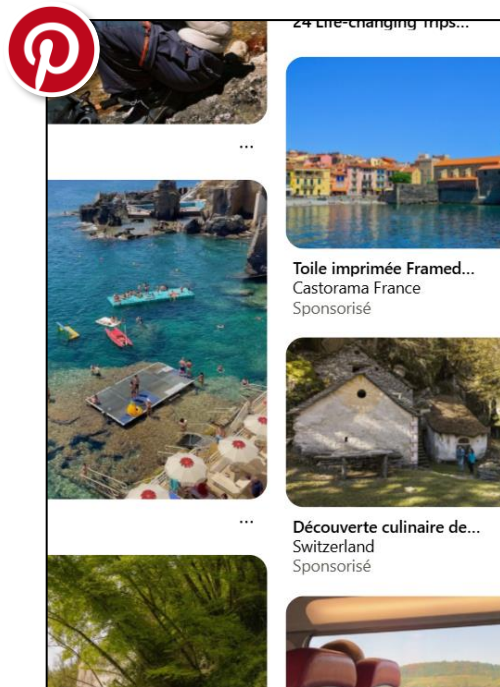 24 Life-changing Trips...
...
Toile imprimée Framed...
Castorama France
Sponsorisé
...
Découverte culinaire de...
Switzerland
Sponsorisé